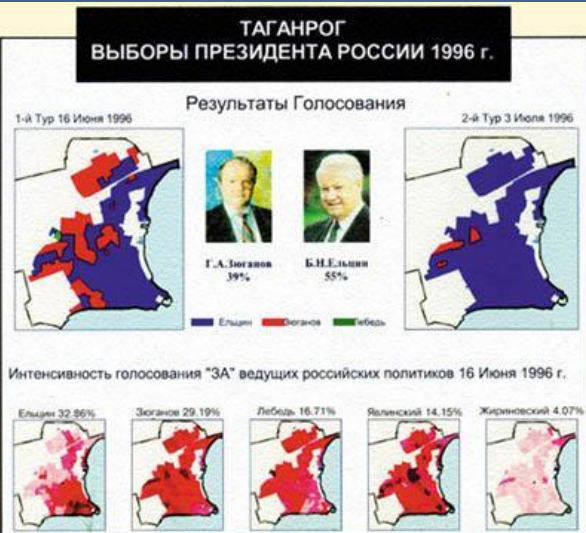 ТАГАНРОГ
ВЫБОРЫ ПРЕЗИДЕНТА РОССИИ 1996 г.
Результаты Голосования
1-й Тур 16 Июня 1996
2-й Тур 3 Июля 1996
Г.А.Зюганов
39%
Б.Н.Ельцин
55%
Ельцин
Зюганов
Лебедь
Интенсивность голосования "ЗА" ведущих российских политиков 16 Июня 1996 г.
Ельцин 32.86%
Зюганов 29.19%
Лебедь 16.71%
Явлинский 14.15%
Жириновский 4.07%